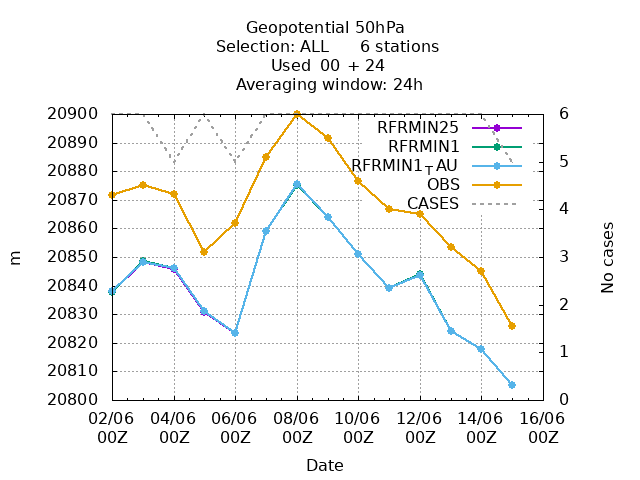 Geopotential 50hPa
Selection: ALL      6 stations
Used  00  + 24
Averaging window: 24h
RFRMIN25
RFRMIN1
RFRMIN1_TAU
OBS
CASES
20900
20890
20880
20870
20860
20850
20840
20830
20820
20810
20800
m
6
5
4
3
2
1
0
No cases
02/06 04/06 06/06 08/06 10/06 12/06 14/06 16/06
00Z 00Z 00Z 00Z 00Z 00Z 00Z 00Z
Date